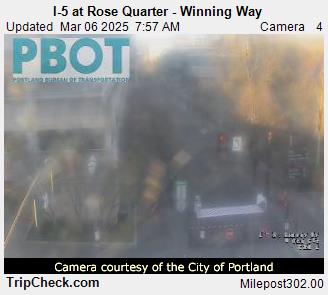 I-5 at Rose Quarter - Winning Way
Updated Mar 06 2025 7:57 AM Camera 4
PBOT
PORTLAND BUREAU OF TRANSPORTATION
Camera courtesy of the City of Portland
TripCheck.com Milepost302.00